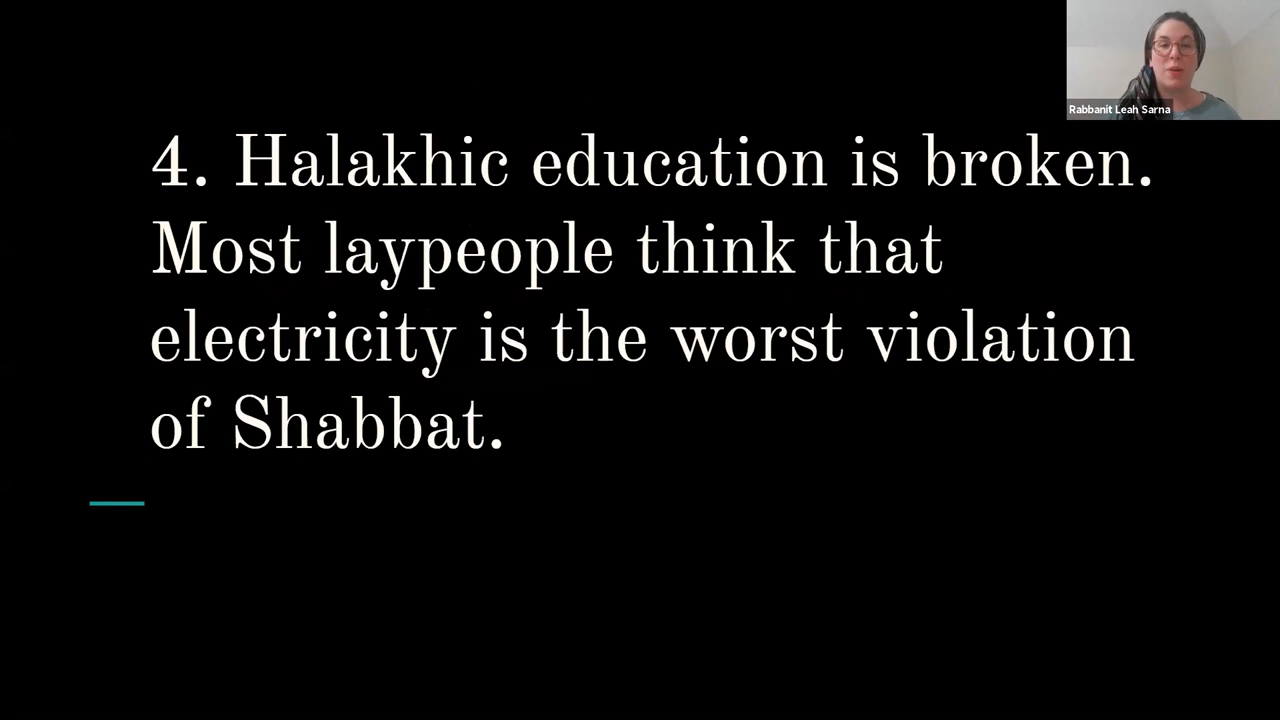 Rabbanit Leah Sarna
4. Halakhic education is broken.
Most laypeople think that
electricity is the worst violation
of Shabbat.